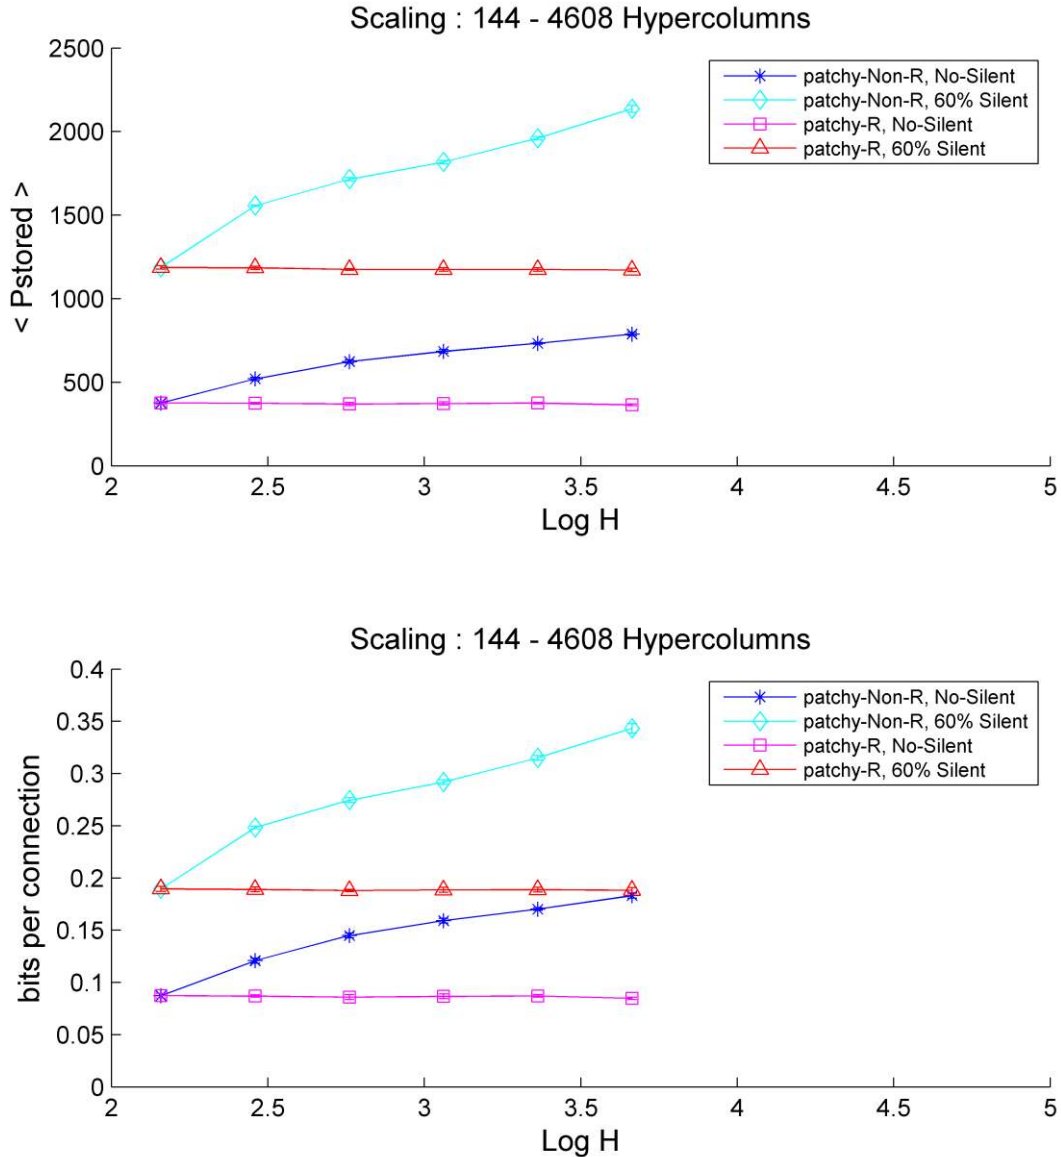 Scaling : 144 - 4608 Hypercolumns
2500
2000
1500
1000
500
0
< Pstored >
patchy-Non-R, No-Silent
patchy-Non-R, 60% Silent
patchy-R, No-Silent
patchy-R, 60% Silent
2 2.5 3 3.5 4 4.5 5
Log H
Scaling : 144 - 4608 Hypercolumns
0.4
0.35
0.3
0.25
0.2
0.15
0.1
0.05
0
bits per connection
patchy-Non-R, No-Silent
patchy-Non-R, 60% Silent
patchy-R, No-Silent
patchy-R, 60% Silent
2 2.5 3 3.5 4 4.5 5
Log H